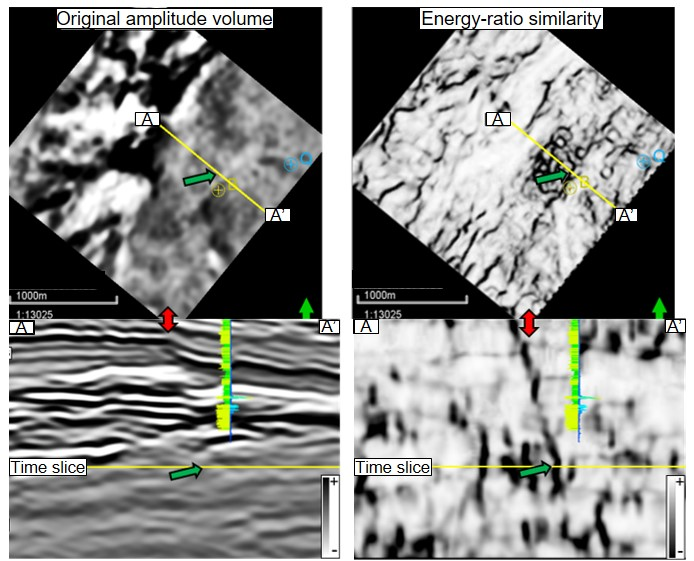 Original amplitude volume
Energy-ratio similarity
A
B
A'
1000m
1:13025
A
B
A'
1000m
1:13025
A
A'
Time slice
+
-
A
A'
Time slice
+
-